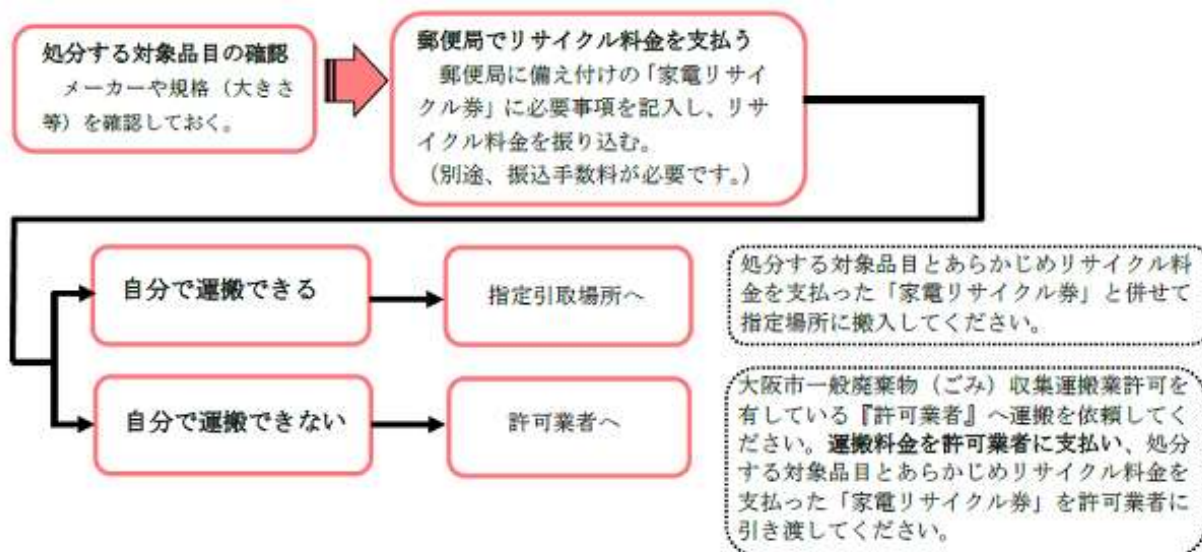 処分する対象品目の確認
メーカーや規格（大きさ
等）を確認しておく。
郵便局でリサイクル料金を支払う
郵便局に備え付けの「家電リサイ
クル券」に必要事項を記入し、リサ
イクル料金を振り込む。
（別途、振込手数料が必要です。）
自分で運搬できる
指定引取場所へ
処分する対象品目とあらかじめリサイクル料
金を支払った「家電リサイクル券」と併せて
指定場所に搬入してください。
自分で運搬できない
許可業者へ
大阪市一般廃棄物（ごみ）収集運搬業許可を
有している『許可業者』へ運搬を依頼してく
ださい。運搬料金を許可業者に支払い、処分
する対象品目とあらかじめリサイクル料金を
支払った「家電リサイクル券」を許可業者に
引き渡してください。